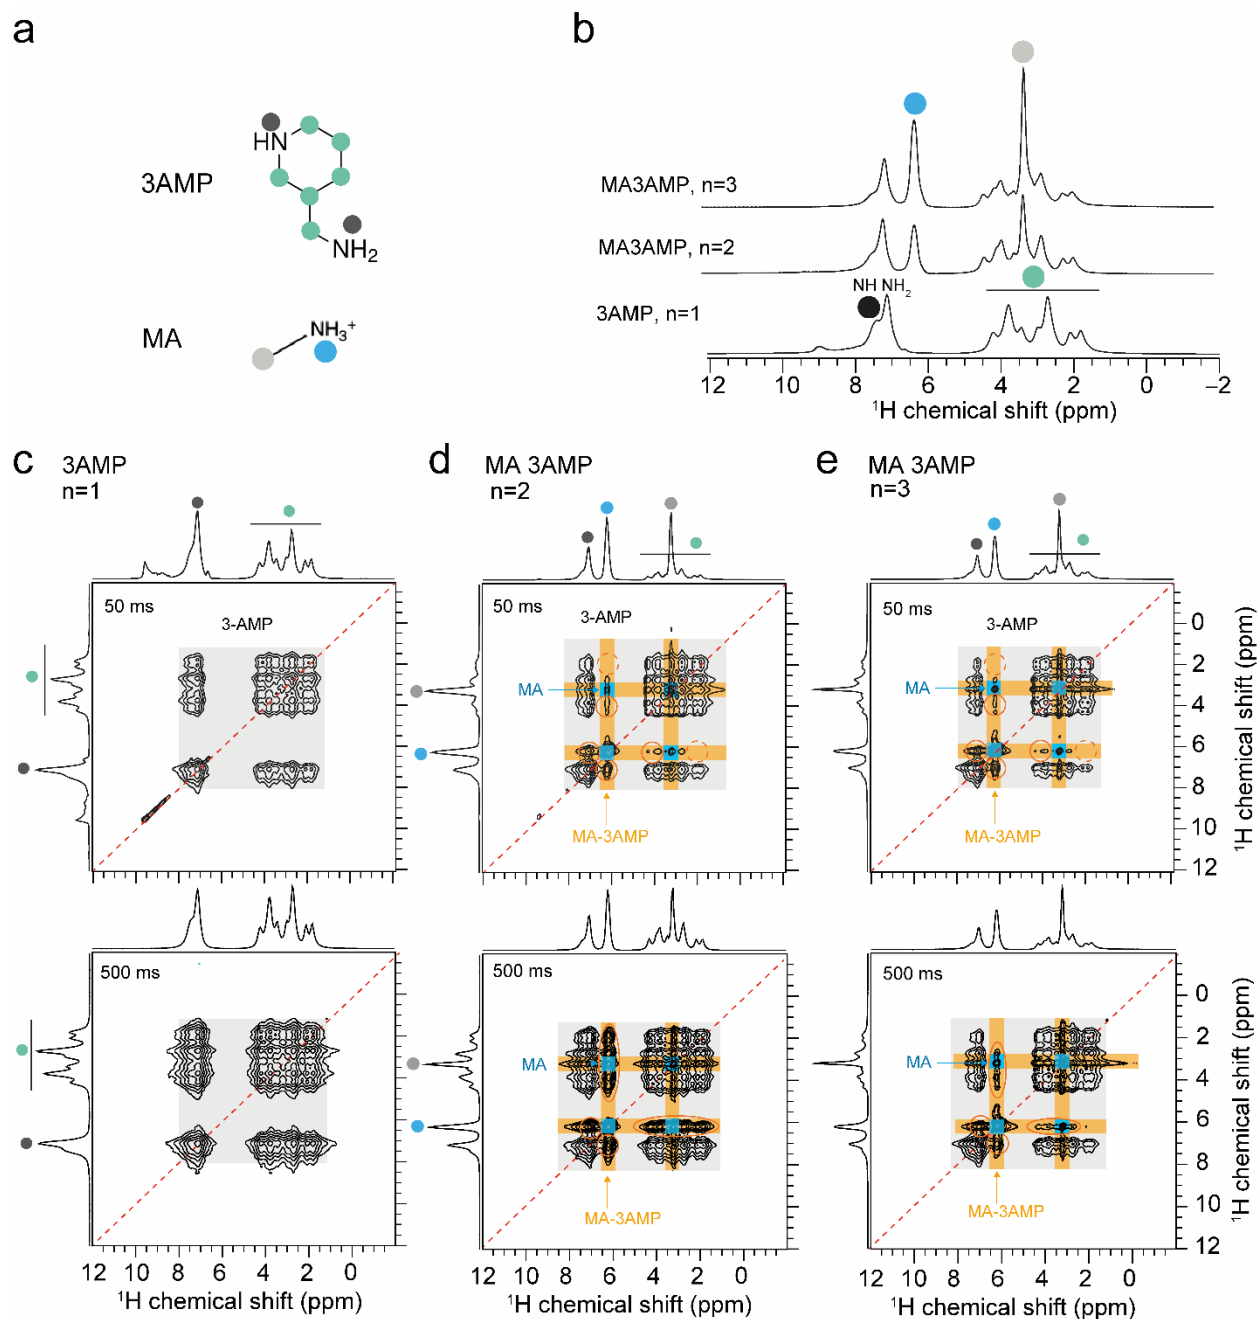 a
3AMP
HN
NH2
MA
NH3+
b
MA3AMP, n=3
MA3AMP, n=2
3AMP, n=1
NH NH2
12 10 8 6 4 2 0 −2
1H chemical shift (ppm)
c 3AMP
n=1
50 ms
3-AMP
500 ms
12 10 8 6 4 2 0
1H chemical shift (ppm)
d MA 3AMP
n=2
50 ms
3-AMP
MA
MA-3AMP
500 ms
MA
MA-3AMP
12 10 8 6 4 2 0
1H chemical shift (ppm)
e MA 3AMP
n=3
50 ms
3-AMP
MA
MA-3AMP
0
2
4
6
8
10
12
1H chemical shift (ppm)
500 ms
MA
MA-3AMP
0
2
4
6
8
10
12
1H chemical shift (ppm)
12 10 8 6 4 2 0
1H chemical shift (ppm)